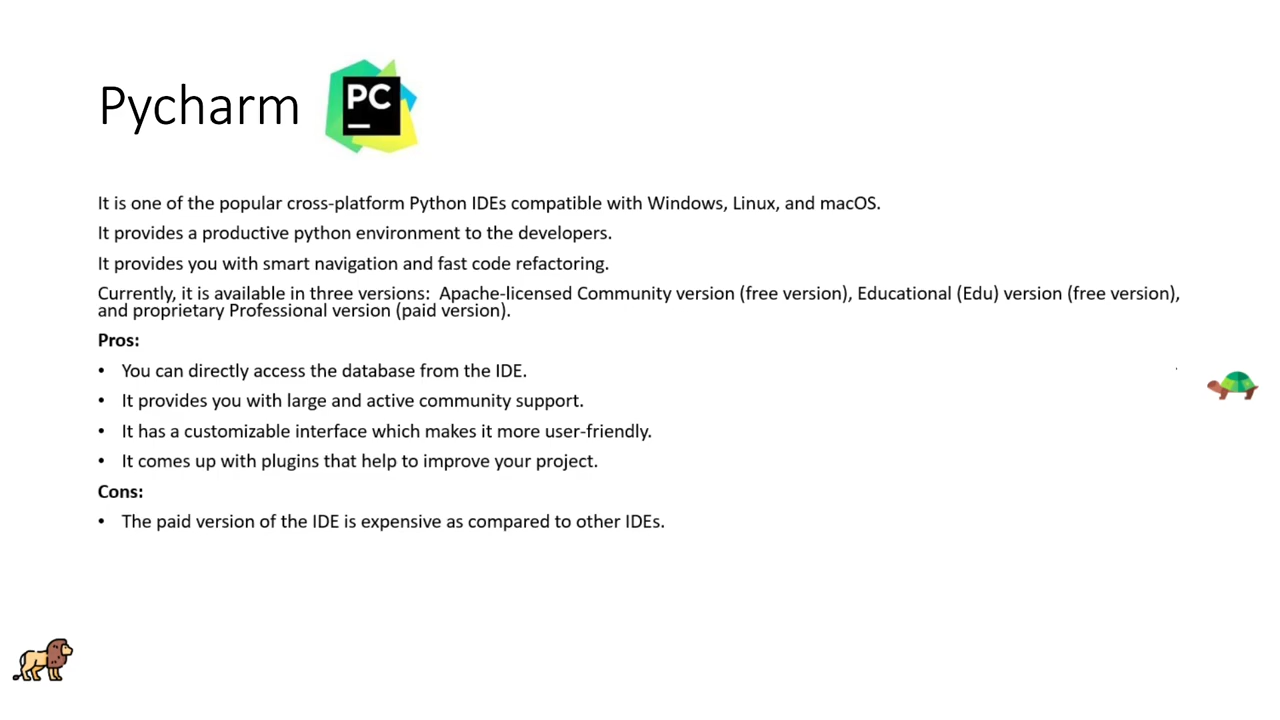 Pycharm
PC
It is one of the popular cross-platform Python IDEs compatible with Windows, Linux, and macOS.
It provides a productive python environment to the developers.
It provides you with smart navigation and fast code refactoring.
Currently, it is available in three versions:  Apache-licensed Community version (free version), Educational (Edu) version (free version),
and proprietary Professional version (paid version).
Pros:
• You can directly access the database from the IDE.
• It provides you with large and active community support.
• It has a customizable interface which makes it more user-friendly.
• It comes up with plugins that help to improve your project.
Cons:
• The paid version of the IDE is expensive as compared to other IDEs.